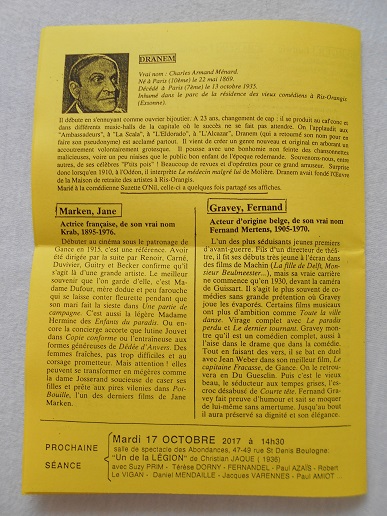 DRANEM
Vrai nom : Charles Armand Ménard.
Né à Paris (10ème) le 22 mai 1869.
Décédé à Paris (7ème) le 13 octobre 1935.
Inhumé dans le parc de la résidence des vieux comédiens à Ris-Orangis
(Essonne).
Il débute en s'ennuyant comme ouvrier bijoutier. A 23 ans, changement de cap : il se produit au caf'conc et
dans différents music-halls de la capitale où le succès ne se fait pas attendre. On l'applaudit aux
"Ambassadeurs", à "La Scala", à "L'Eldorado", à "L'Alcazar". Dranem (qui a retourné son nom pour en
faire son pseudonyme) est acclamé partout. Il vient de créer un genre nouveau et original en arborant un
accoutrement volontairement grotesque. Il pousse avec une bonhomie non feinte des chansonnettes
malicieuses, voire un peu niaises que le public bon enfant de l'époque redemande. Souvenons-nous, entre
autres, de ses célèbres "P'tits pois" ! Beaucoup de revues et d'opérettes pour ce grand amuseur. Surprise
donc lorsqu'en 1910, à l'Odéon, il interprète Le médecin malgré lui de Molière. Dranem avait fondé l'Œuvre
de la Maison de retraite des artistes à Ris Orangis.
Marié à la comédienne Suzette O'Nil, celle-ci a quelques fois partagé ses affiches.
Marken, Jane
Actrice française, de son vrai nom
Krab, 1895-1976.
Débuter au cinéma sous le patronage de
Gance en 1915, c'est une référence. Avoir
été dirigée par la suite par Renoir, Carné,
Duvivier, Guitry et Becker confirme qu'il
s'agit là d'une grande artiste. Le meilleur
souvenir que l'on garde d'elle, c'est Ma-
dame Dufour, mère dodue et peu farouche
qui se laisse conter fleurette pendant que
son mari fait la sieste dans Une partie de
campagne. C'est aussi la légère Madame
Hermine des Enfants du paradis. Ou en-
core la concierge accorte que lutine Jouvet
dans Copie conforme ou l'entraîneuse aux
formes généreuses de Dédée d'Anvers. Des
femmes fraîches, pas trop difficiles et au
corsage prometteur. Mais attention ! elles
peuvent se transformer en mégères comme
la dame Josserand soucieuse de caser ses
filles et prête aux pires vilenies dans Pot-
Bouille, l'un des derniers films de Jane
Marken.
Gravey, Fernand
Acteur d'origine belge, de son vrai nom
Fernand Mertens, 1905-1970.
L'un des plus séduisants jeunes premiers
d'avant-guerre. Fils d'un directeur de théâ-
tre, il fit ses débuts très jeune à l'écran dans
des films de Machin (La fille de Delft, Mon-
sieur Beulmeester...), mais sa vraie carrière
ne commence qu'en 1930, devant la caméra
de Guissart. Il s'agit le plus souvent de co-
médies sans grande prétention où Gravey
joue les évaporés. Certains films musicaux
ont plus d'ambition comme Toute la ville
danse. Virage complet avec Le paradis
perdu et Le dernier tournant. Gravey mon-
tre qu'il est un comédien complet, aussi à
l'aise dans le drame que dans la comédie.
Tout en faisant des vers, il se bat en duel
avec Jean Weber dans son meilleur film, Le
capitaine Fracasse, de Gance. On le retrou-
vera en Du Guesclin. Puis c'est le vieux
beau, le séducteur aux tempes grises, l'es-
croc désabusé de Courte tête. Fernand Gra-
vey fait preuve d'humour et sait se moquer
de lui-même sans amertume. Jusqu'au bout
il aura préservé sa dignité et son élégance.
PROCHAINE
SÉANCE
Mardi 17 OCTOBRE 2017 à 14h30
salle de spectacle des Abondances, 47-49 rue St Denis Boulogne:
"Un de la LÉGION" de Christian JAQUE ( 1936)
avec Suzy PRIM - Térèse DORNY - FERNANDEL - Paul AZAÏS - Robert
Le VIGAN - Daniel MENDAILLE - Jacques VARENNES - Paul AMIOT